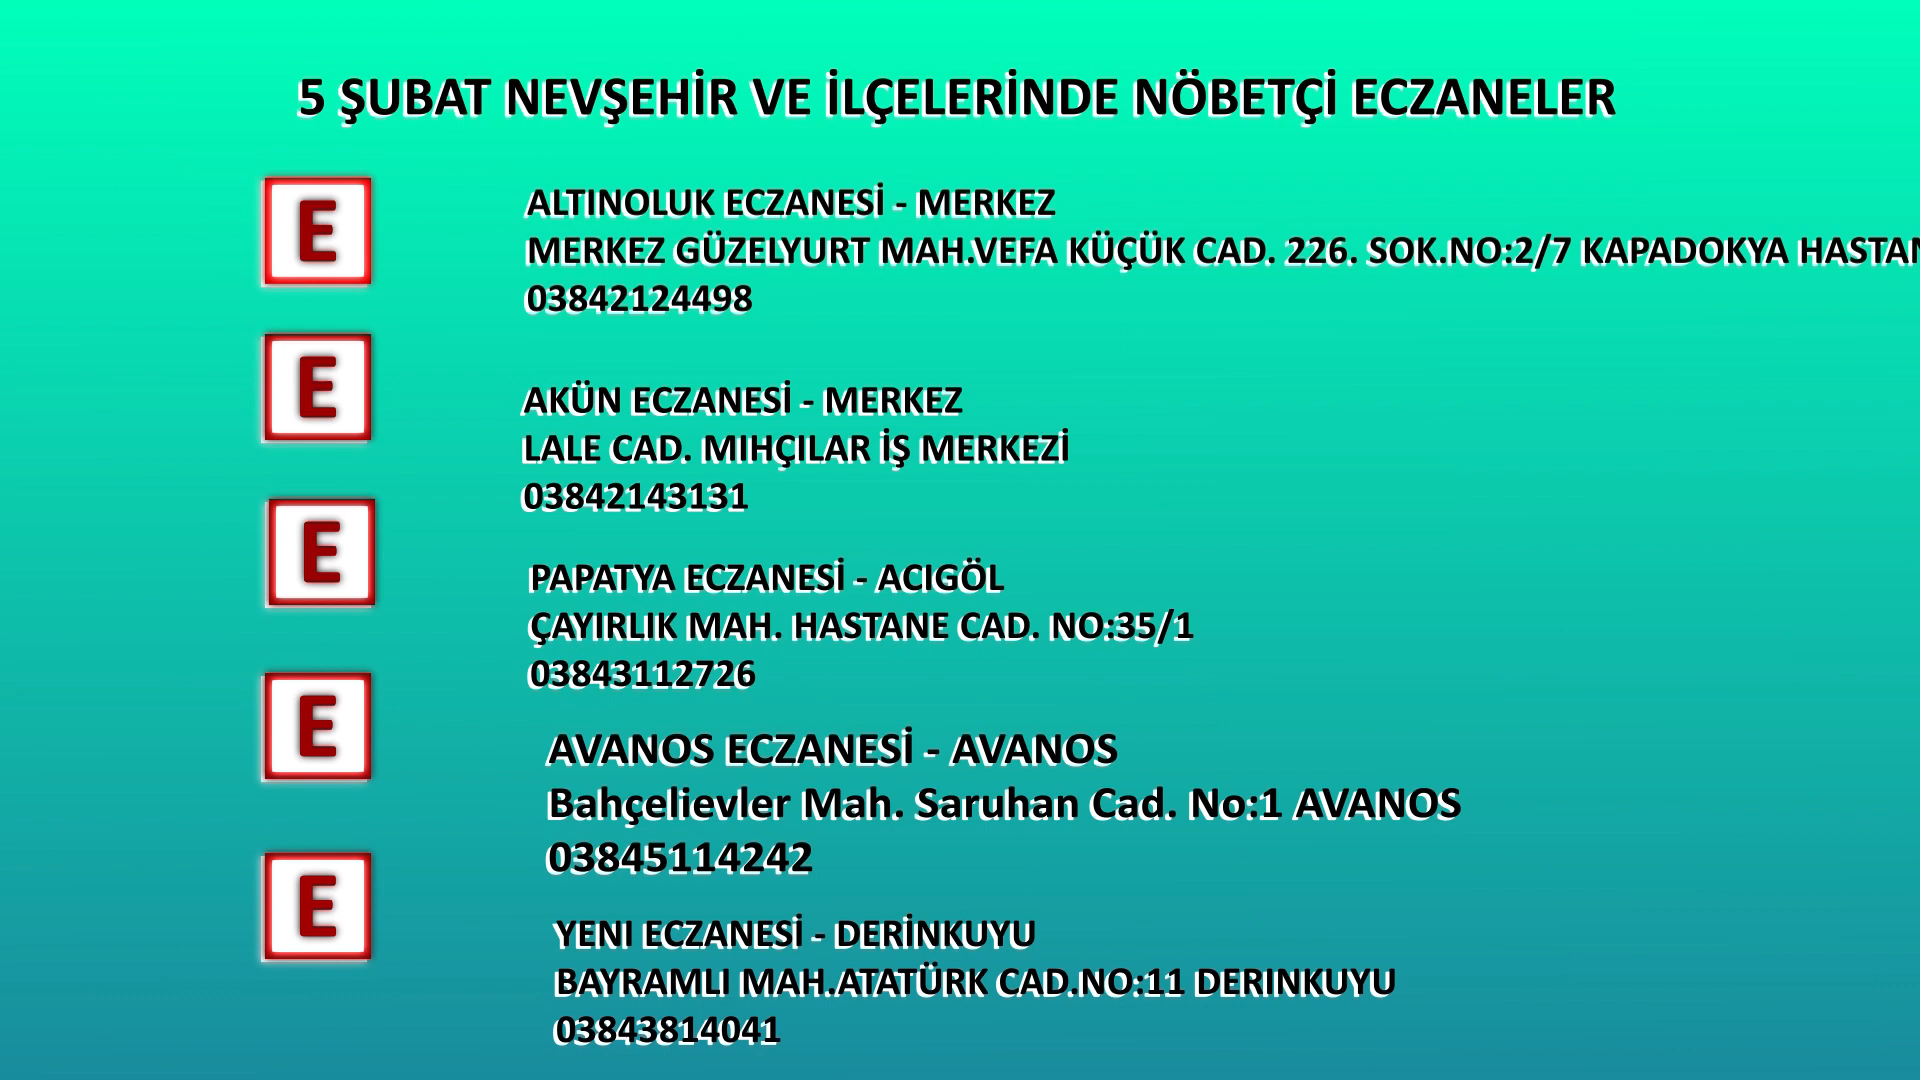 5 ŞUBAT NEVŞEHİR VE İLÇELERİNDE NÖBETÇİ ECZANELER
E
ALTINOLUK ECZANESİ - MERKEZ
MERKEZ GÜZELYURT MAH.VEFA KÜÇÜK CAD. 226. SOK.NO:2/7 KAPADOKYA
03842124498
E
AKÜN ECZANESİ - MERKEZ
LALE CAD. MIHÇILAR İŞ MERKEZİ
03842143131
E
PAPATYA ECZANESİ - ACIGÖL
ÇAYIRLIK MAH. HASTANE CAD. NO:35/1
03843112726
E
AVANOS ECZANESİ - AVANOS
Bahçelievler Mah. Saruhan Cad. No:1 AVANOS
03845114242
E
YENI ECZANESİ - DERİNKUYU
BAYRAMLI MAH.ATATÜRK CAD.NO:11 DERINKUYU
03843814041